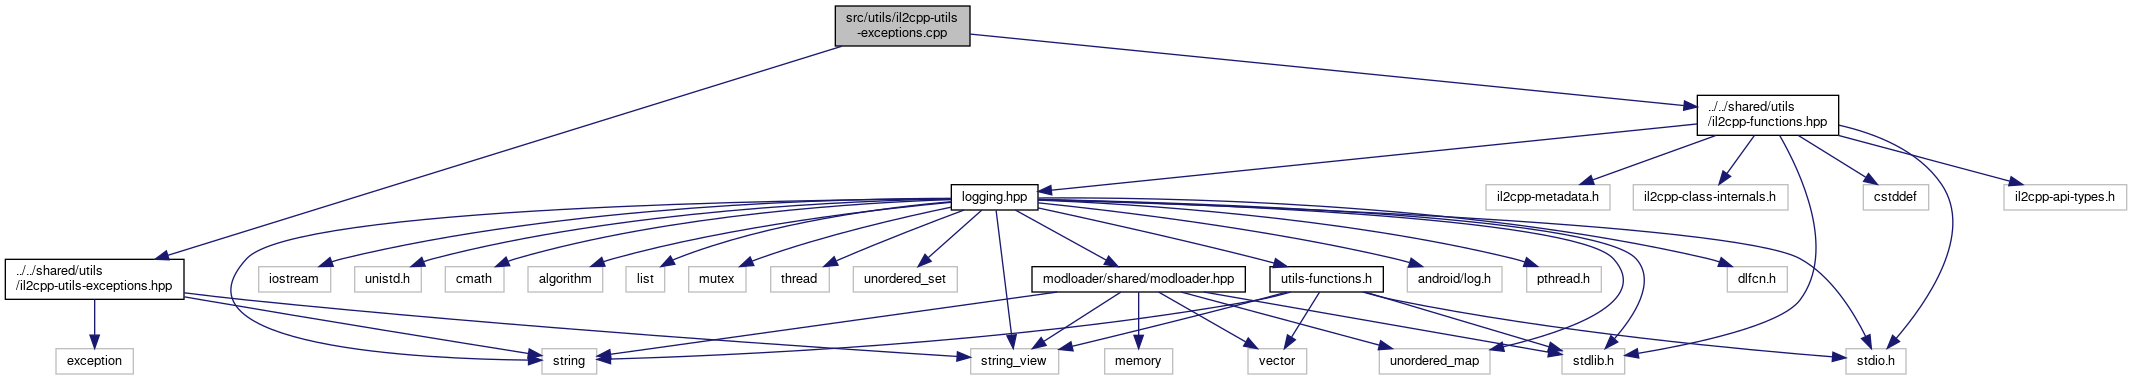 src/utils/il2cpp-utils
-exceptions.cpp
../../shared/utils
/il2cpp-functions.hpp
logging.hpp
il2cpp-metadata.h
il2cpp-class-internals.h
cstddef
il2cpp-api-types.h
../../shared/utils
/il2cpp-utils-exceptions.hpp
iostream
unistd.h
cmath
algorithm
list
mutex
thread
unordered_set
modloader/shared/modloader.hpp
utils-functions.h
android/log.h
pthread.h
dlfcn.h
exception
string
string_view
memory
vector
unordered_map
stdlib.h
stdio.h